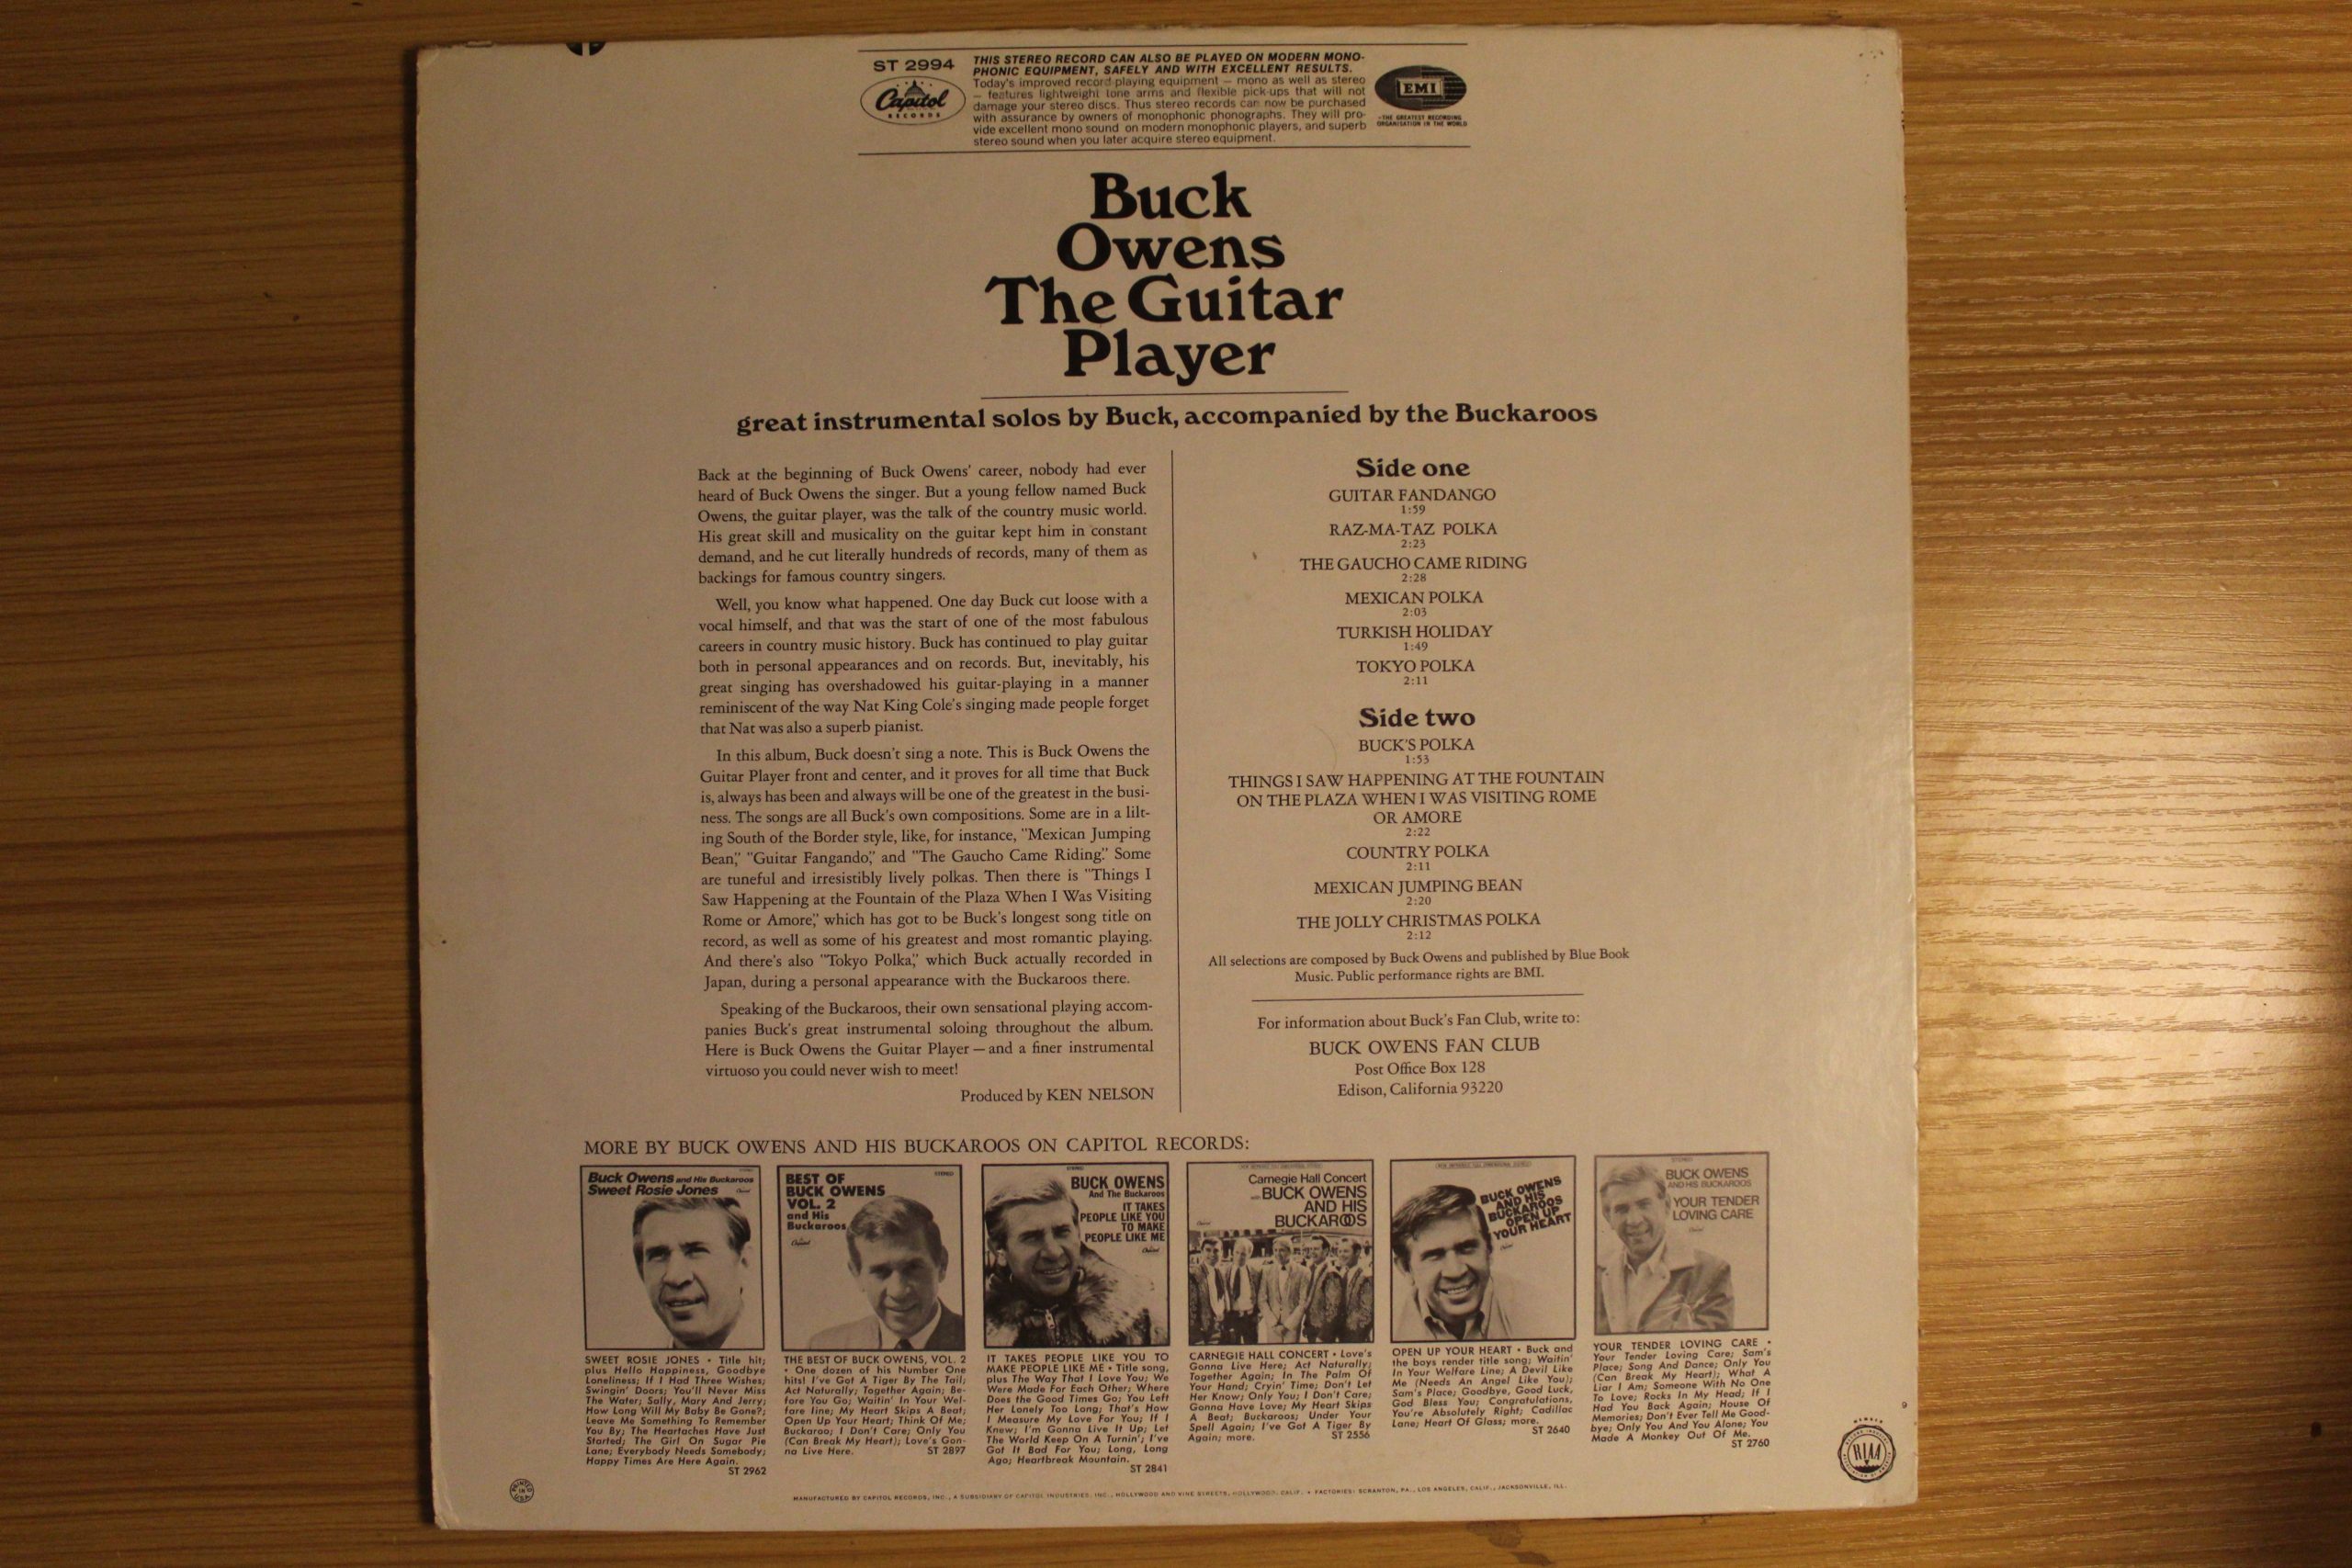 ST 2994
Capitol
RECORDS
THIS STEREO RECORD CAN ALSO BE PLAYED ON MODERN MONO-
PHONIC EQUIPMENT, SAFELY AND WITH EXCELLENT RESULTS.
Today's improved record-playing equipment — mono as well as stereo
— features lightweight tone arms and flexible pick-ups that will not
damage your stereo discs. Thus stereo records can now be purchased
with assurance by owners of monophonic phonographs. They will pro-
vide excellent mono sound on modern monophonic players, and superb
stereo sound when you later acquire stereo equipment.
EMI
•THE GREATEST RECORDING
ORGANISATION IN THE WORLD
Buck
Owens
The Guitar
Player
great instrumental solos by Buck, accompanied by the Buckaroos
Back at the beginning of Buck Owens' career, nobody had ever
heard of Buck Owens the singer. But a young fellow named Buck
Owens, the guitar player, was the talk of the country music world.
His great skill and musicality on the guitar kept him in constant
demand, and he cut literally hundreds of records, many of them as
backings for famous country singers.
Well, you know what happened. One day Buck cut loose with a
vocal himself, and that was the start of one of the most fabulous
careers in country music history. Buck has continued to play guitar
both in personal appearances and on records. But, inevitably, his
great singing has overshadowed his guitar-playing in a manner
reminiscent of the way Nat King Cole's singing made people forget
that Nat was also a superb pianist.
In this album, Buck doesn't sing a note. This is Buck Owens the
Guitar Player front and center, and it proves for all time that Buck
is, always has been and always will be one of the greatest in the busi-
ness. The songs are all Buck's own compositions. Some are in a lilt-
ing South of the Border style, like, for instance, "Mexican Jumping
Bean," "Guitar Fangando," and "The Gaucho Came Riding." Some
are tuneful and irresistibly lively polkas. Then there is "Things I
Saw Happening at the Fountain of the Plaza When I Was Visiting
Rome or Amore," which has got to be Buck's longest song title on
record, as well as some of his greatest and most romantic playing.
And there's also "Tokyo Polka," which Buck actually recorded in
Japan, during a personal appearance with the Buckaroos there.
Speaking of the Buckaroos, their own sensational playing accom-
panies Buck's great instrumental soloing throughout the album.
Here is Buck Owens the Guitar Player — and a finer instrumental
virtuoso you could never wish to meet!
Produced by KEN NELSON
Side one
GUITAR FANDANGO
1:59
RAZ-MA-TAZ POLKA
2:23
THE GAUCHO CAME RIDING
2:28
MEXICAN POLKA
2:03
TURKISH HOLIDAY
1:49
TOKYO POLKA
2:11
Side two
BUCK'S POLKA
1:53
THINGS I SAW HAPPENING AT THE FOUNTAIN
ON THE PLAZA WHEN I WAS VISITING ROME
OR AMORE
2:22
COUNTRY POLKA
2:11
MEXICAN JUMPING BEAN
2:20
THE JOLLY CHRISTMAS POLKA
2:12
All selections are composed by Buck Owens and published by Blue Book
Music. Public performance rights are BMI.
For information about Buck's Fan Club, write to:
BUCK OWENS FAN CLUB
Post Office Box 128
Edison, California 93220
MORE BY BUCK OWENS AND HIS BUCKAROOS ON CAPITOL RECORDS:
Buck Owens and His Buckaroos
Sweet Rosie Jones
SWEET ROSIE JONES • Title hit;
plus Hello Happiness, Goodbye
Loneliness; If I Had Three Wishes;
Swingin' Doors; You'll Never Miss
The Water; Sally, Mary And Jerry;
How Long Will My Baby Be Gone?;
Leave Me Something To Remember
You By; The Heartaches Have Just
Started; The Girl On Sugar Pie
Lane; Everybody Needs Somebody;
Happy Times Are Here Again.
ST 2962
BEST OF
BUCK OWENS
VOL. 2
and His
Buckaroos
Capitol
STEREO
THE BEST OF BUCK OWENS, VOL. 2
• One dozen of his Number One
hits! I've Got A Tiger By The Tail;
Act Naturally; Together Again; Be-
fore You Go; Waitin' In Your Wel-
fare line; My Heart Skips A Beat;
Open Up Your Heart; Think Of Me;
Buckaroo; I Don't Care; Only You
(Can Break My Heart); Love's Gon-
na Live Here.
ST 2897
BUCK OWENS
And The Buckaroos
IT TAKES
PEOPLE LIKE YOU
TO MAKE
PEOPLE LIKE ME
Capitol
IT TAKES PEOPLE LIKE YOU TO
MAKE PEOPLE LIKE ME • Title song,
plus The Way That I Love You; We
Were Made For Each Other; Where
Does the Good Times Go; You Left
Her Lonely Too Long; That's How
I Measure My Love For You; If I
Knew; I'm Gonna Live It Up; Let
The World Keep On A Turnin'; I've
Got It Bad For You; Long, Long
Ago; Heartbreak Mountain.
ST 2841
Carnegie Hall Concert
with BUCK OWENS
AND HIS
BUCKAROOS
CARNEGIE HALL CONCERT • Love's
Gonna Live Here; Act Naturally;
Together Again; In The Palm Of
Your Hand; Cryin' Time; Don't Let
Her Know; Only You; I Don't Care;
Gonna Have Love; My Heart Skips
A Beat; Buckaroos; Under Your
Spell Again; I've Got A Tiger By
Again; more.
ST 2556
BUCK OWENS
AND HIS
BUCKAROOS
OPEN UP
YOUR HEART
OPEN UP YOUR HEART • Buck and
the boys render title song; Waitin'
In Your Welfare Line; A Devil Like
Me (Needs An Angel Like You);
Sam's Place; Goodbye, Good Luck,
God Bless You; Congratulations,
You're Absolutely Right; Cadillac
Lane; Heart Of Glass; more.
ST 2640
BUCK OWENS
AND HIS BUCKAROOS
YOUR TENDER
LOVING CARE
YOUR TENDER LOVING CARE •
Your Tender Loving Care; Sam's
Place; Song And Dance; Only You
(Can Break My Heart); What A
Liar I Am; Someone With No One
To Love; Rocks In My Head; If I
Had You Back Again; House Of
Memories; Don't Ever Tell Me Good-
bye; Only You And You Alone; You
Made A Monkey Out Of Me.
ST 2760
9
MEMBER
RIAA
PRINTED
IN
U.S.A.
MANUFACTURED BY CAPITOL RECORDS, INC., A SUBSIDIARY OF CAPITOL INDUSTRIES, INC., HOLLYWOOD AND VINE STREETS, HOLLYWOOD, CALIF. • FACTORIES: SCRANTON, PA., LOS ANGELES, CALIF., JACKSONVILLE, ILL.